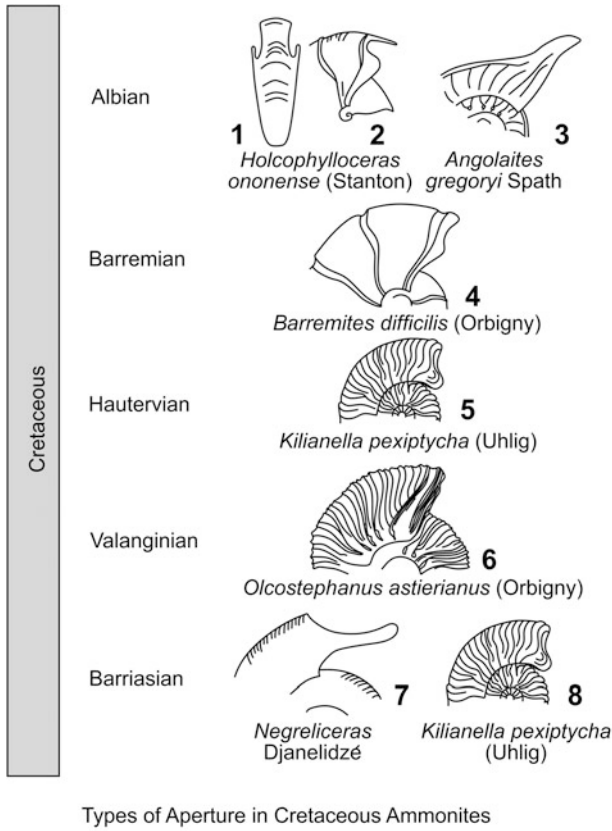 Albian
1
2
3
Holcophylloceras
ononense (Stanton)
Angolaites
gregoryi Spath
Barremian
4
Barremites difficilis (Orbigny)
Cretaceous
Hautervian
5
Kilianella pexiptycha (Uhlig)
Valanginian
6
Olcostephanus astierianus (Orbigny)
Barriasian
7
8
Negreliceras
Djanelidzé
Kilianella pexiptycha
(Uhlig)
Types of Aperture in Cretaceous Ammonites